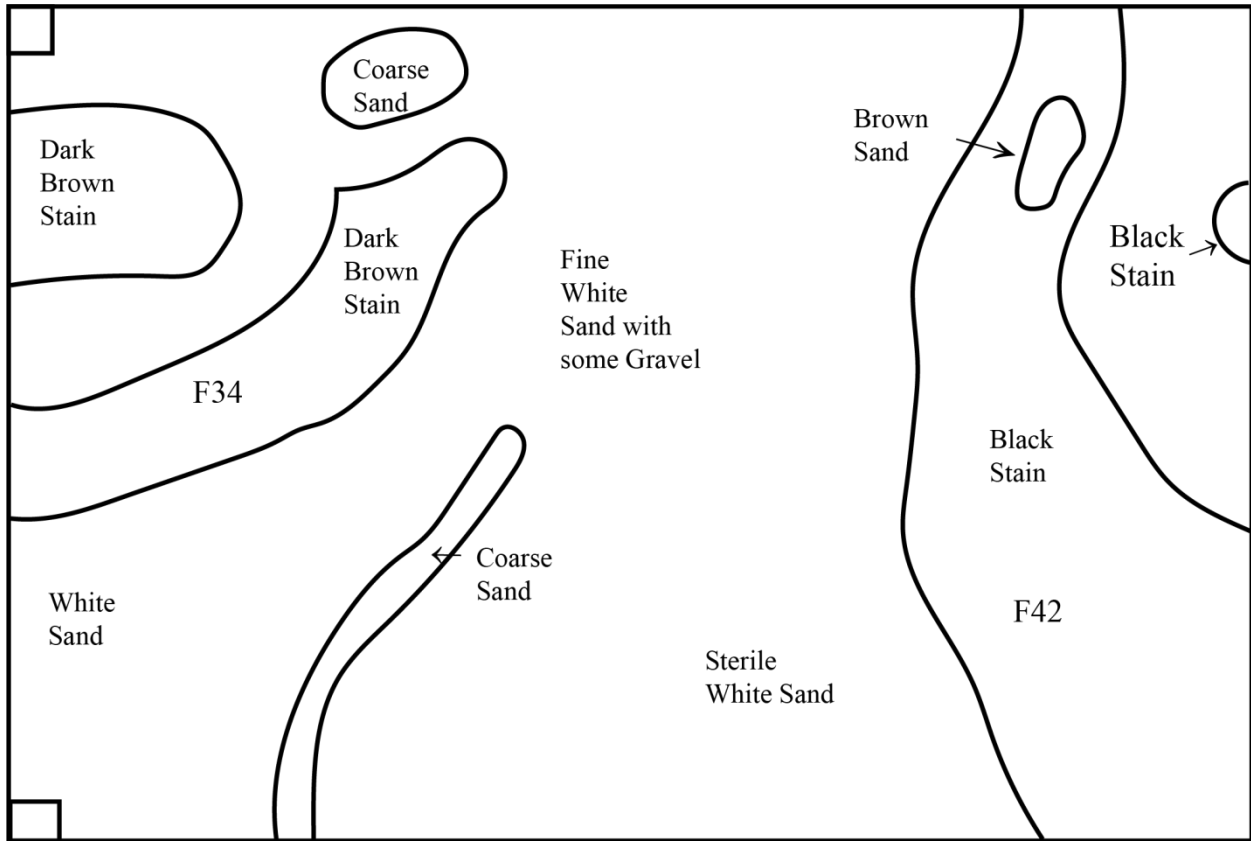 Coarse
Sand
Dark
Brown
Stain
Brown
Sand
Dark
Brown
Stain
Fine
White
Sand with
some Gravel
Black
Stain
F34
Black
Stain
Coarse
Sand
White
Sand
F42
Sterile
White Sand